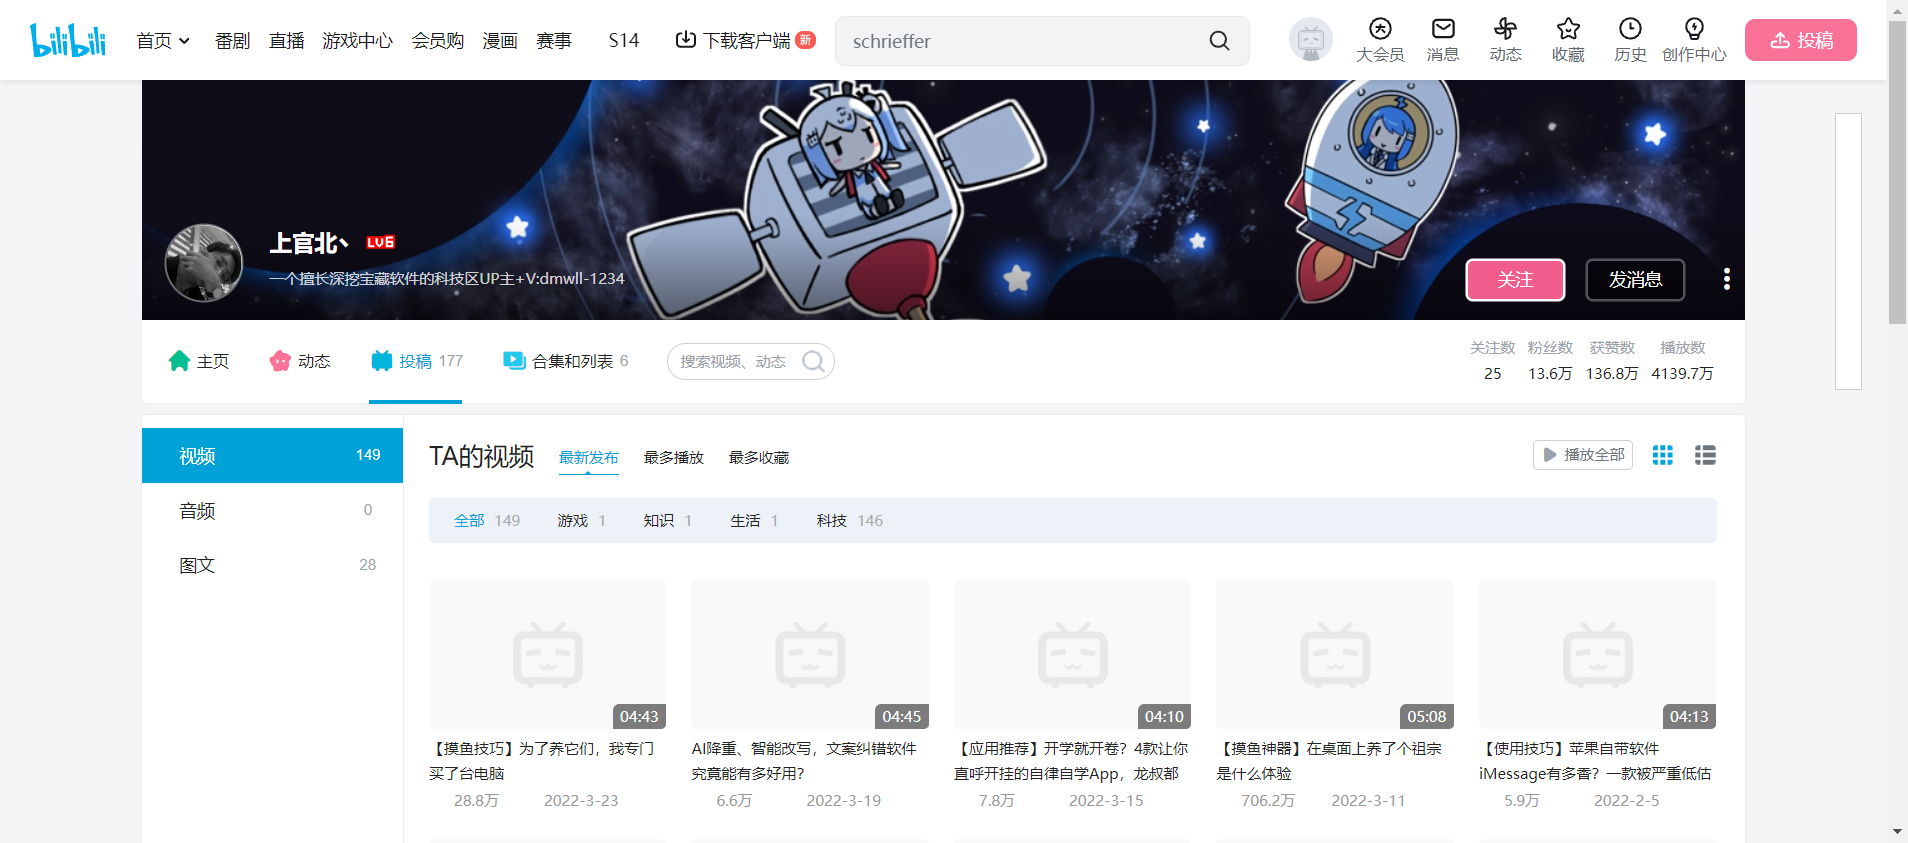 bilibili 首页 番剧 直播 游戏中心 会员购 漫画 赛事 S14 下载客户端 新 schrieffer 大会员 消息 动态 收藏 历史 创作中心 投稿
上官北丶 LV6
一个擅长深挖宝藏软件的科技区UP主+V:dmwll-1234
关注 发消息
主页 动态 投稿 177 合集和列表 6 搜索视频、动态
关注数 粉丝数 获赞数 播放数
25 13.6万 136.8万 4139.7万
视频 149
音频 0
图文 28
TA的视频 最新发布 最多播放 最多收藏 播放全部
全部 149 游戏 1 知识 1 生活 1 科技 146
04:43
【摸鱼技巧】为了养它们，我专门
买了台电脑
28.8万 2022-3-23
04:45
AI降重、智能改写，文案纠错软件
究竟能有多好用？
6.6万 2022-3-19
04:10
【应用推荐】开学就开卷？4款让你
直呼开挂的自律自学App，龙叔都
7.8万 2022-3-15
05:08
【摸鱼神器】在桌面上养了个祖宗
是什么体验
706.2万 2022-3-11
04:13
【使用技巧】苹果自带软件
iMessage有多香？一款被严重低估
5.9万 2022-2-5